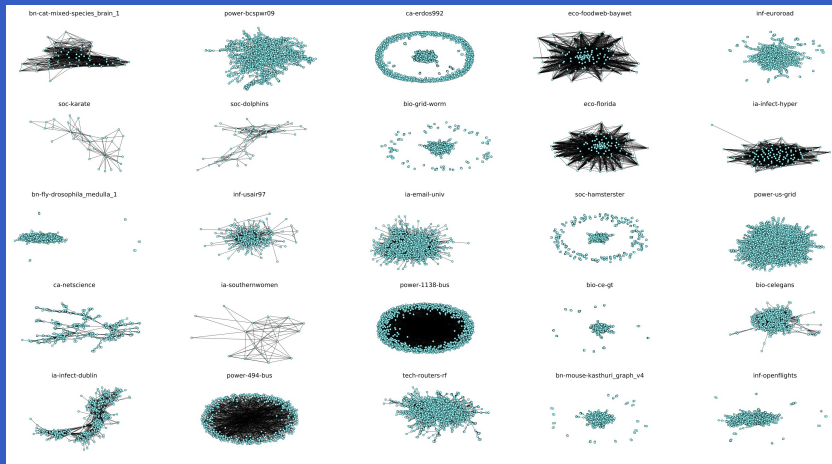 bn-cat-mixed-species_brain_1
power-bcspwr09
ca-erdos992
eco-foodweb-baywet
inf-euroroad
soc-karate
soc-dolphins
bio-grid-worm
eco-florida
ia-infect-hyper
bn-fly-drosophila_medulla_1
inf-usair97
ia-email-univ
soc-hamsterster
power-us-grid
ca-netscience
ia-southernwomen
power-1138-bus
bio-ce-gt
bio-celegans
ia-infect-dublin
power-494-bus
tech-routers-rf
bn-mouse-kasthuri_graph_v4
inf-openflights